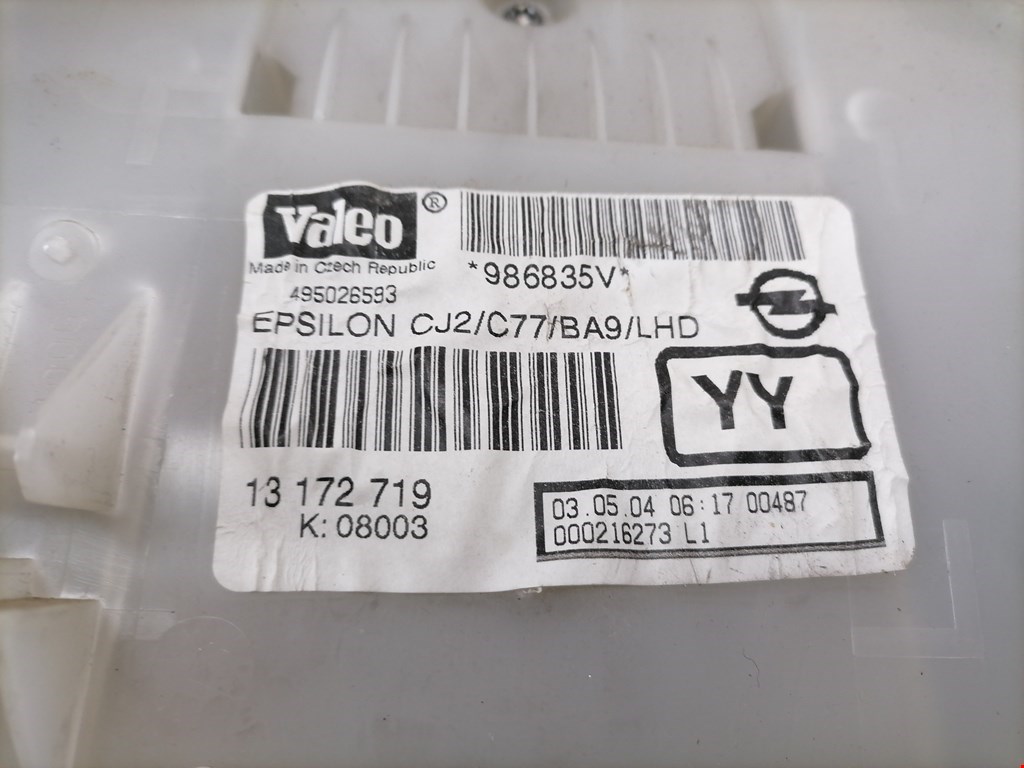 Valeo ®
Made in Czech Republic
*986835V*
495026593
EPSILON CJ2/C77/BA9/LHD
YY
13 172 719
K: 08003
03.05.04 06:17 00487
000216273 L1